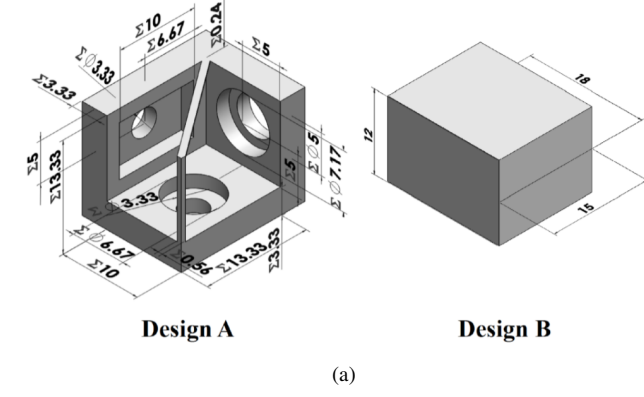 Σ10
Σ6.67
Σ0.24
Σ5
Σ∅3.33
Σ3.33
Σ5
Σ13.33
Σ∅5
Σ5
Σ∅7.17
Σ∅3.33
Σ∅6.67
Σ10
Σ0.56
Σ13.33
Σ3.33
18
12
15
Design A
Design B
(a)